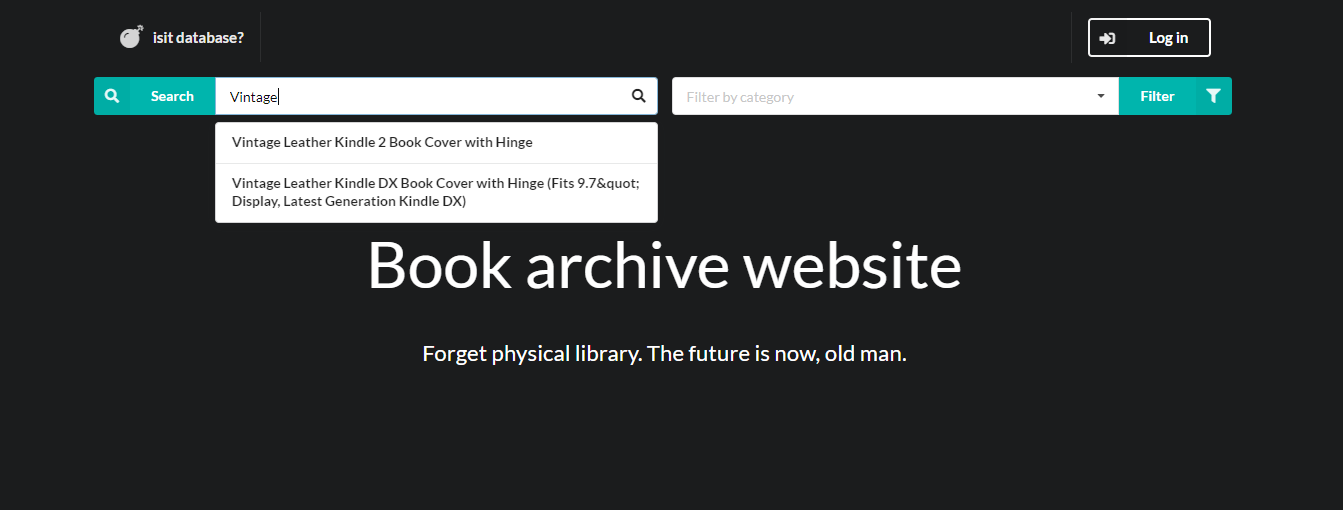 isit database?
Log in
Search
Vintage
Filter by category
Filter
Vintage Leather Kindle 2 Book Cover with Hinge
Vintage Leather Kindle DX Book Cover with Hinge (Fits 9.7&quot;
Display, Latest Generation Kindle DX)
Book archive website
Forget physical library. The future is now, old man.